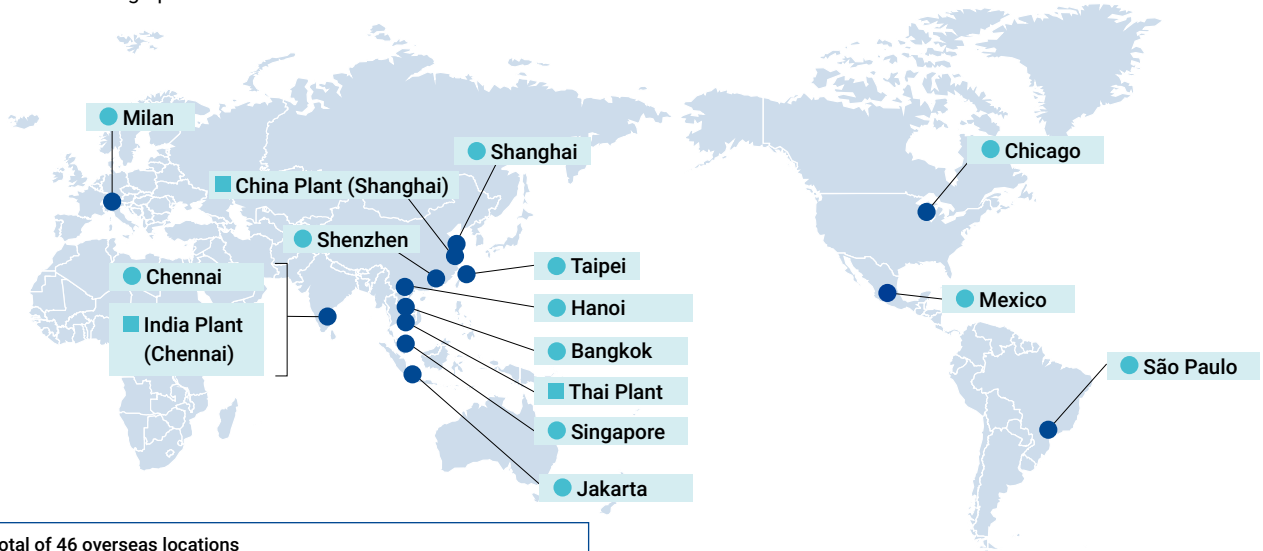 Milan
Shanghai
China Plant (Shanghai)
Shenzhen
Chennai
India Plant
(Chennai)
Taipei
Hanoi
Bangkok
Thai Plant
Singapore
Jakarta
Chicago
Mexico
São Paulo
otal of 46 overseas locations